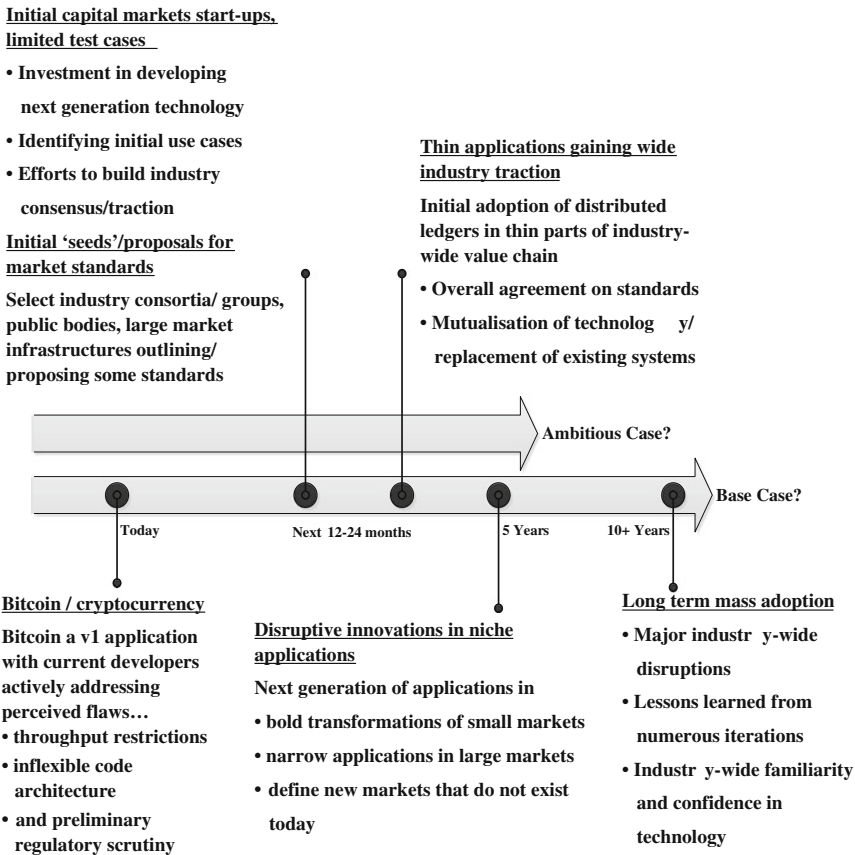 Initial capital markets start-ups,
limited test cases
• Investment in developing
next generation technology
• Identifying initial use cases
• Efforts to build industry
consensus/traction
Initial ‘seeds’/proposals for
market standards
Select industry consortia/ groups,
public bodies, large market
infrastructures outlining/
proposing some standards
Thin applications gaining wide
industry traction
Initial adoption of distributed
ledgers in thin parts of industry-
wide value chain
• Overall agreement on standards
• Mutualisation of technolog y/
replacement of existing systems
Ambitious Case?
Base Case?
Today
Next 12-24 months
5 Years
10+ Years
Bitcoin / cryptocurrency
Bitcoin a v1 application
with current developers
actively addressing
perceived flaws…
• throughput restrictions
• inflexible code
architecture
• and preliminary
regulatory scrutiny
Disruptive innovations in niche
applications
Next generation of applications in
• bold transformations of small markets
• narrow applications in large markets
• define new markets that do not exist
today
Long term mass adoption
• Major industr y-wide
disruptions
• Lessons learned from
numerous iterations
• Industr y-wide familiarity
and confidence in
technology